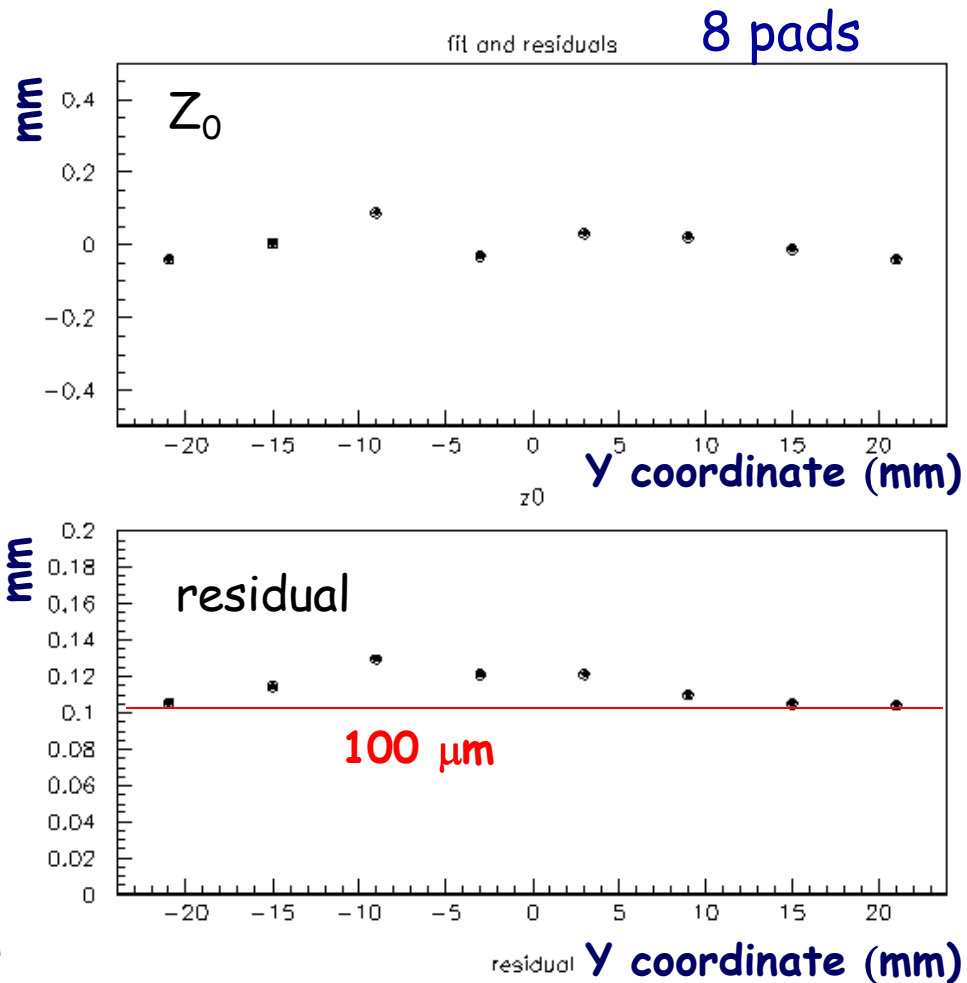 fit and residuals
8 pads
mm
Z0
0.4
0.2
0
−0.2
−0.4
−20 −15 −10 −5 0 5 10 15 20
Y coordinate (mm)
z0
mm
residual
0.2
0.18
0.16
0.14
0.12
0.1
0.08
0.06
0.04
0.02
0
100 μm
−20 −15 −10 −5 0 5 10 15 20
residual
Y coordinate (mm)